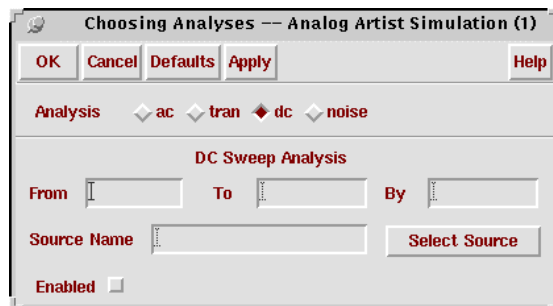 Choosing Analyses -- Analog Artist Simulation (1)
OK Cancel Defaults Apply Help
Analysis ac tran dc noise
DC Sweep Analysis
From To By
Source Name Select Source
Enabled